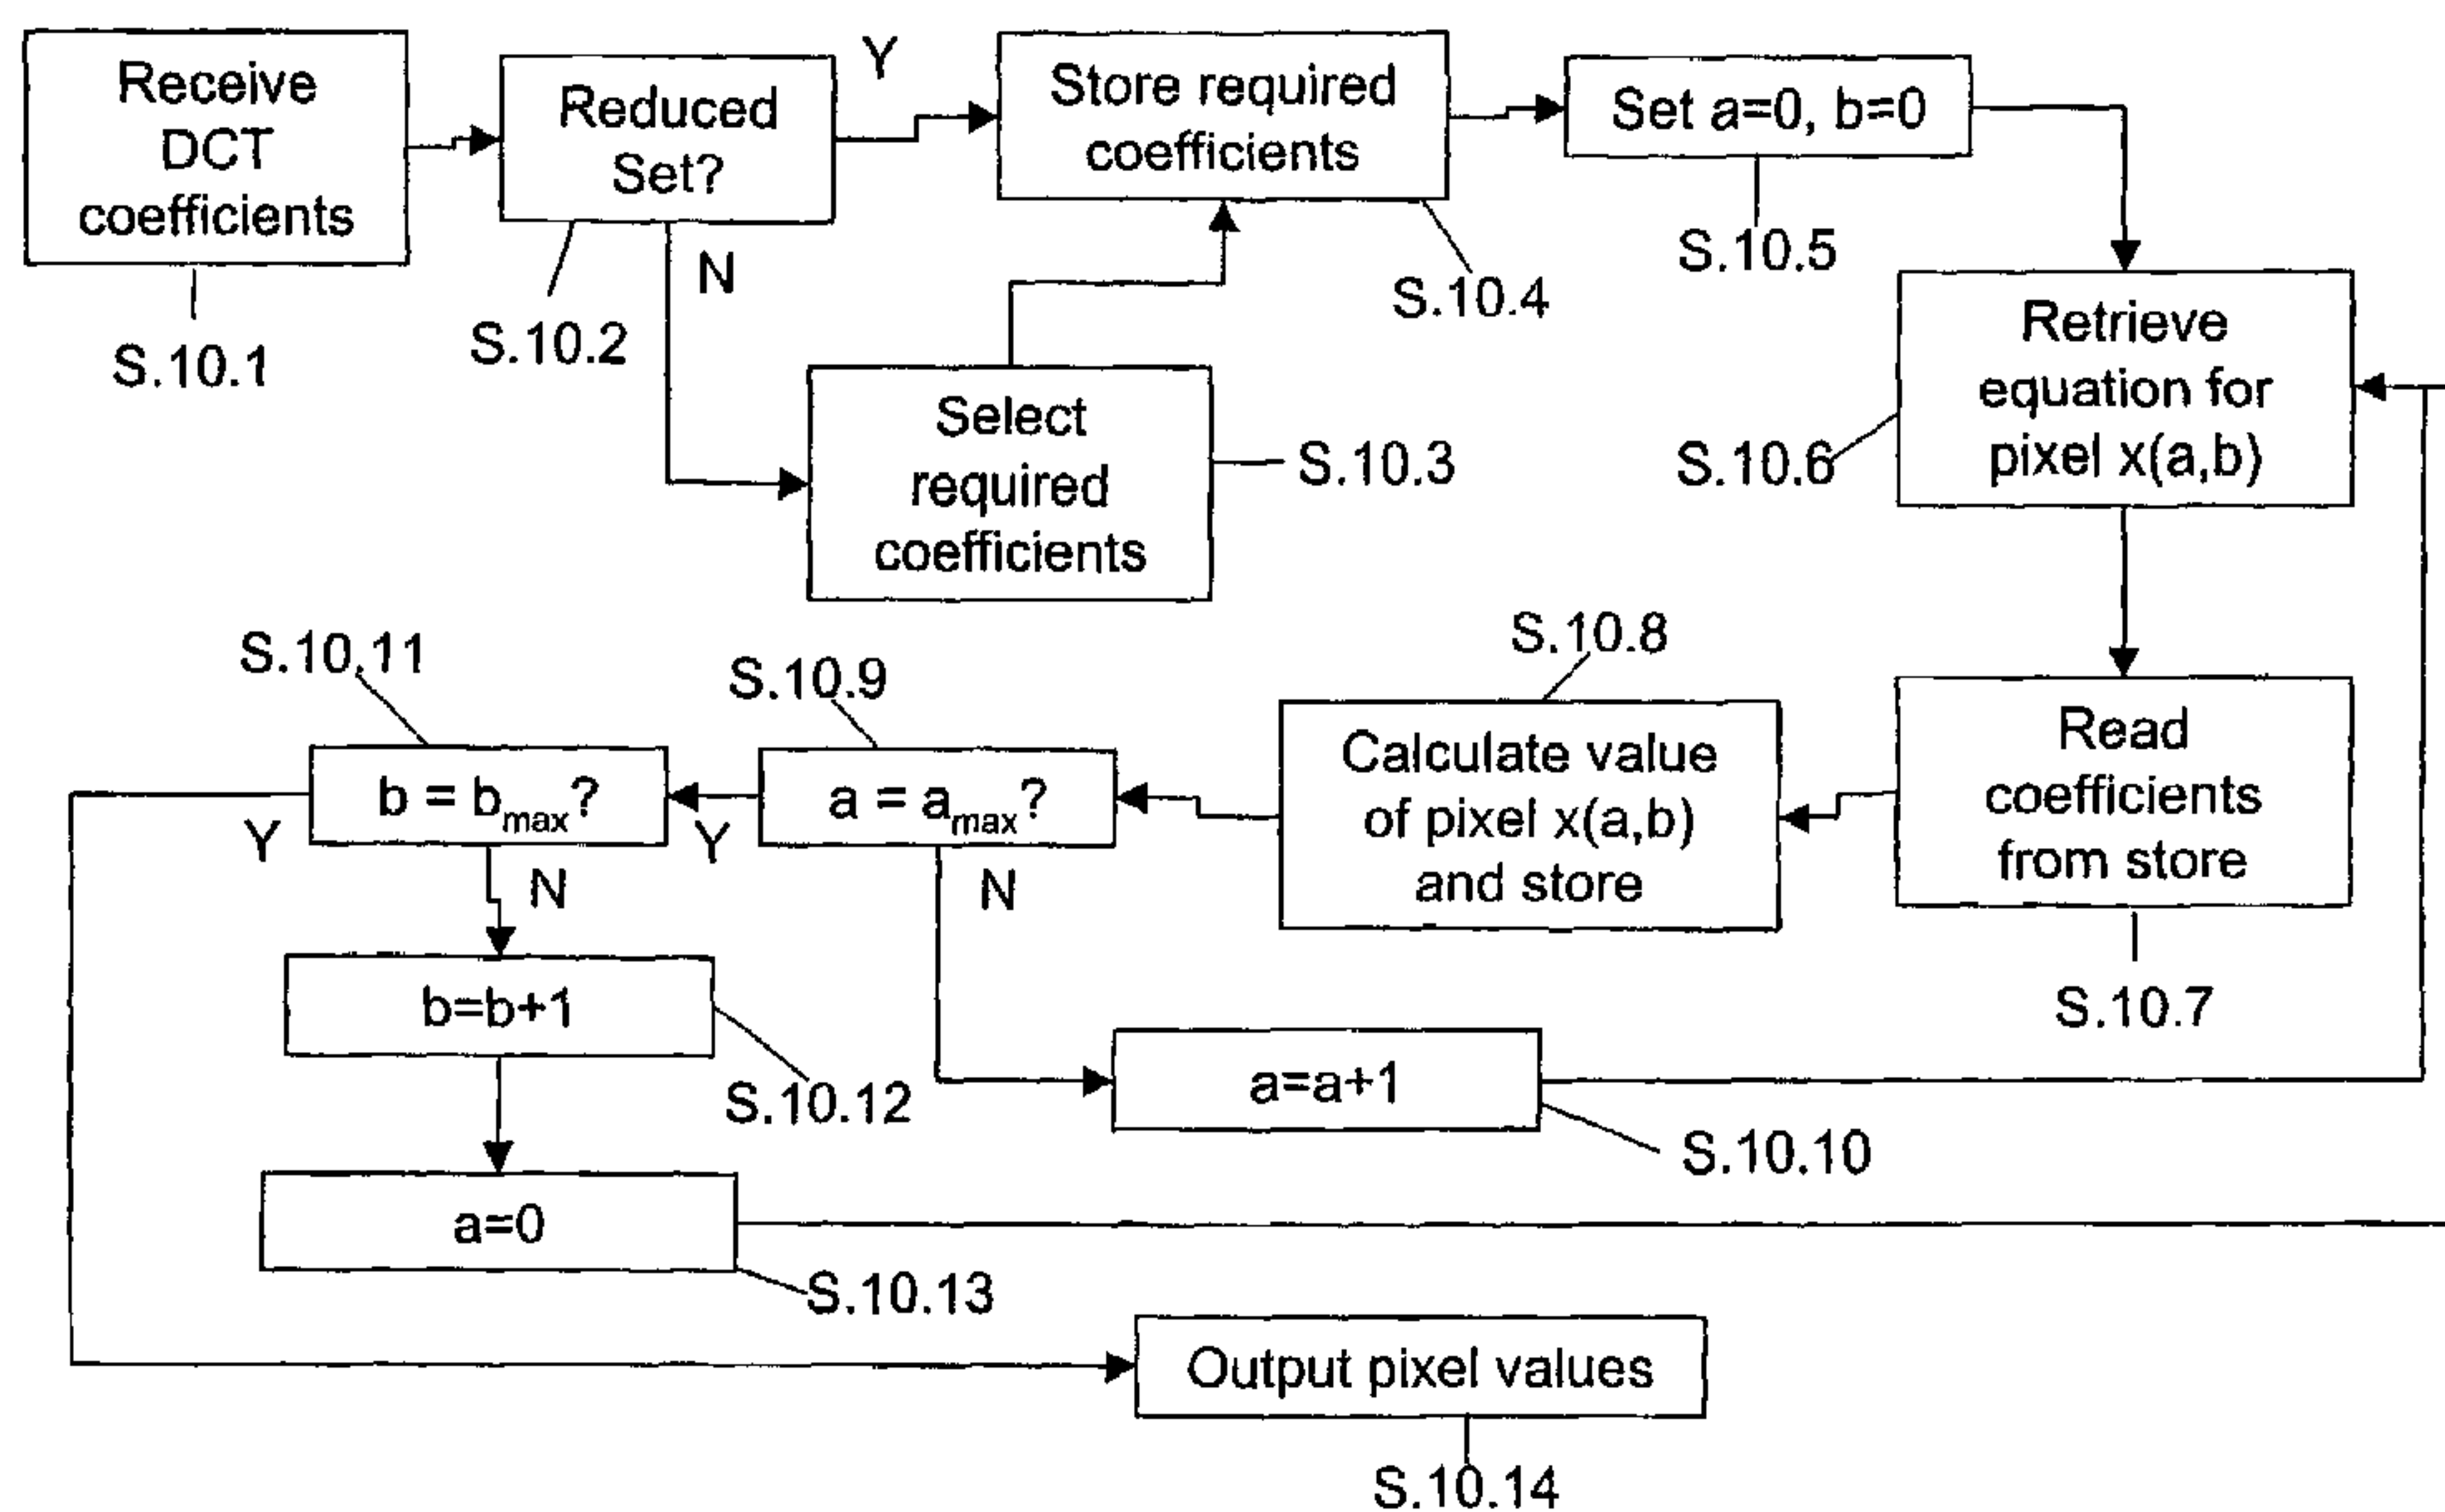 Receive
DCT
coefficients
S.10.1
Reduced
Set?
S.10.2
Y
N
Select
required
coefficients
S.10.3
Store required
coefficients
S.10.4
Set a=0, b=0
S.10.5
Retrieve
equation for
pixel x(a,b)
S.10.6
Read
coefficients
from store
S.10.7
S.10.8
Calculate value
of pixel x(a,b)
and store
S.10.9
a = amax?
Y
N
a=a+1
S.10.10
S.10.11
b = bmax?
Y
N
b=b+1
S.10.12
a=0
S.10.13
Output pixel values
S.10.14